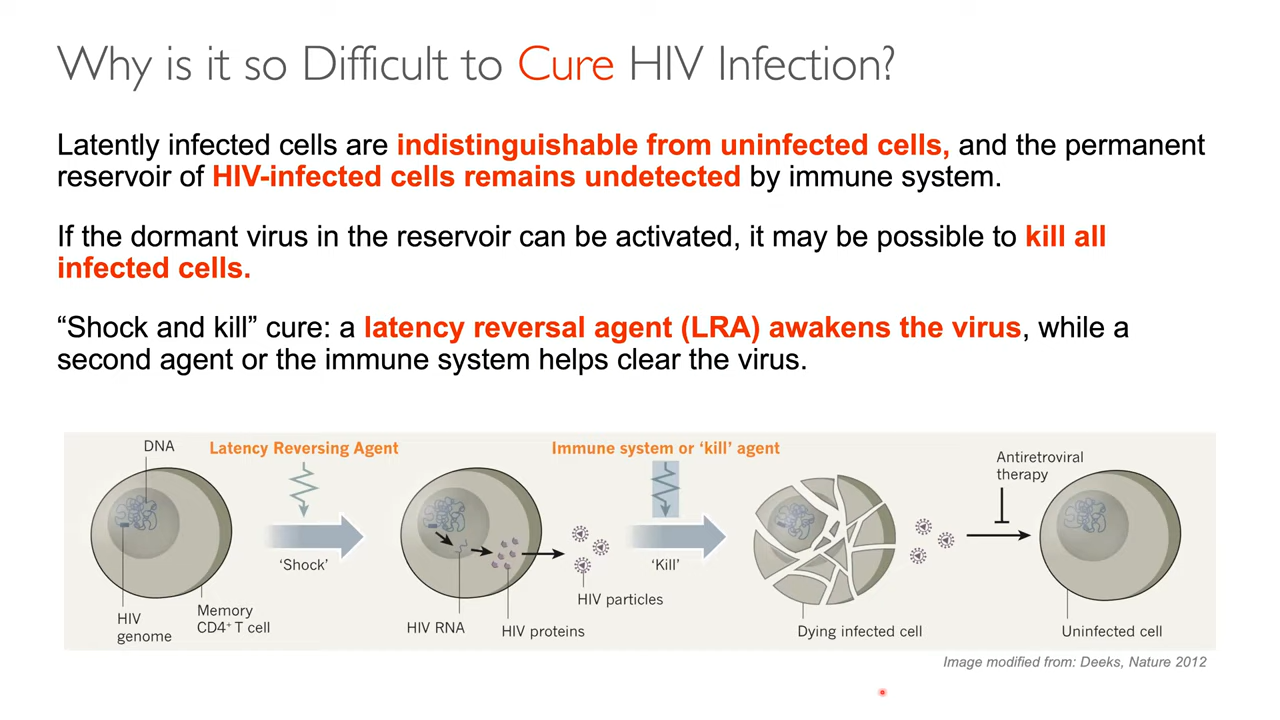 Why is it so Difficult to Cure HIV Infection?
Latently infected cells are indistinguishable from uninfected cells, and the permanent
reservoir of HIV-infected cells remains undetected by immune system.
If the dormant virus in the reservoir can be activated, it may be possible to kill all
infected cells.
“Shock and kill” cure: a latency reversal agent (LRA) awakens the virus, while a
second agent or the immune system helps clear the virus.
DNA
Latency Reversing Agent
Immune system or ‘kill’ agent
Antiretroviral
therapy
‘Shock’
‘Kill’
HIV particles
HIV
genome
Memory
CD4⁺ T cell
HIV RNA
HIV proteins
Dying infected cell
Uninfected cell
Image modified from: Deeks, Nature 2012